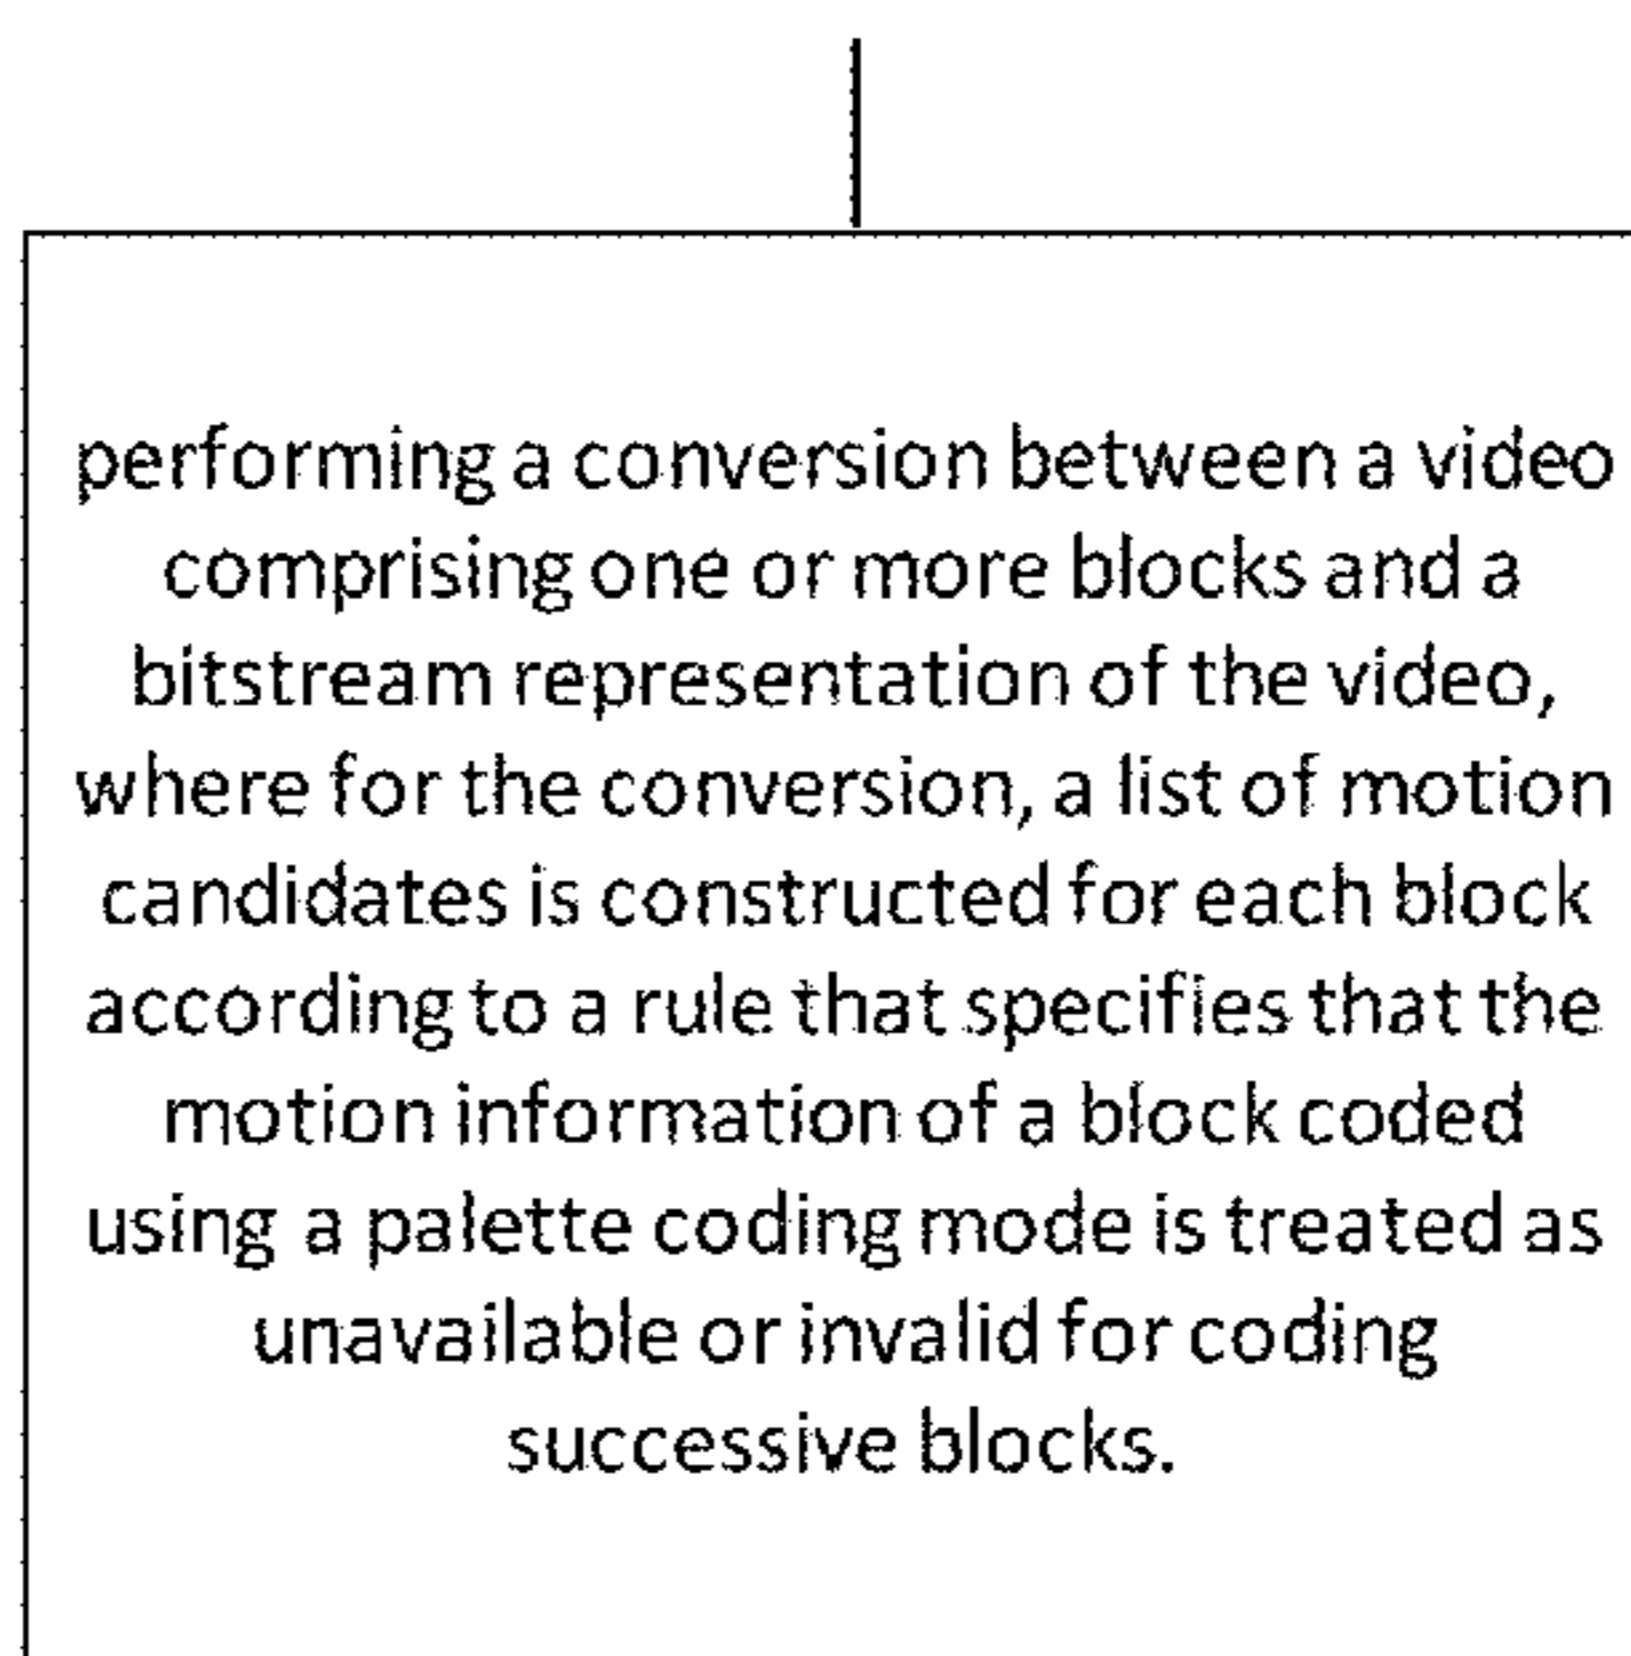 performing a conversion between a video
comprising one or more blocks and a
bitstream representation of the video,
where for the conversion, a list of motion
candidates is constructed for each block
according to a rule that specifies that the
motion information of a block coded
using a palette coding mode is treated as
unavailable or invalid for coding
successive blocks.